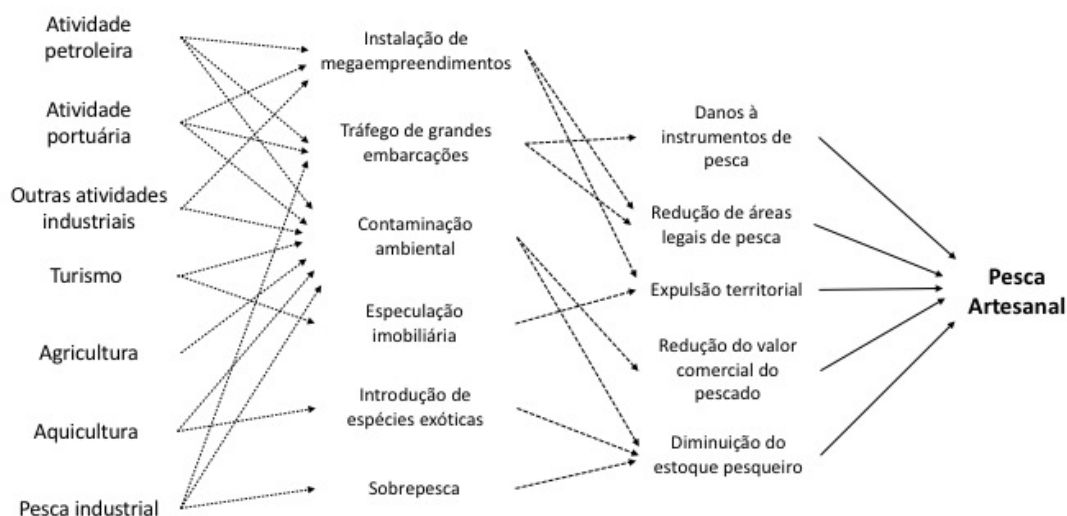 Atividade
petroleira
Atividade
portuária
Outras atividades
industriais
Turismo
Agricultura
Aquicultura
Pesca industrial
Instalação de
megaempreendimentos
Tráfego de grandes
embarcações
Contaminação
ambiental
Especulação
imobiliária
Introdução de
espécies exóticas
Sobrepesca
Danos à
instrumentos de
pesca
Redução de áreas
legais de pesca
Expulsão territorial
Redução do valor
comercial do
pescado
Diminuição do
estoque pesqueiro
Pesca
Artesanal